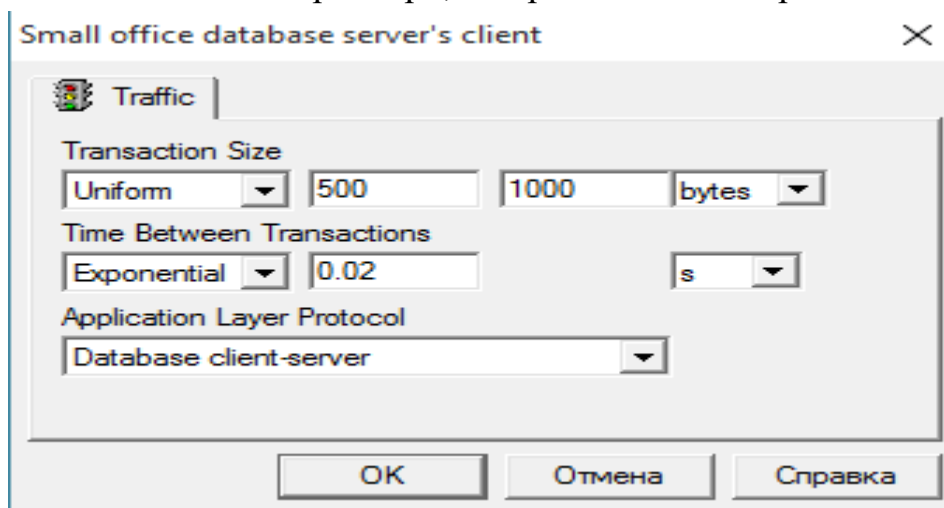 Small office database server's client
Traffic
Transaction Size
Uniform 500 1000 bytes
Time Between Transactions
Exponential 0.02 s
Application Layer Protocol
Database client-server
OK Отмена Справка